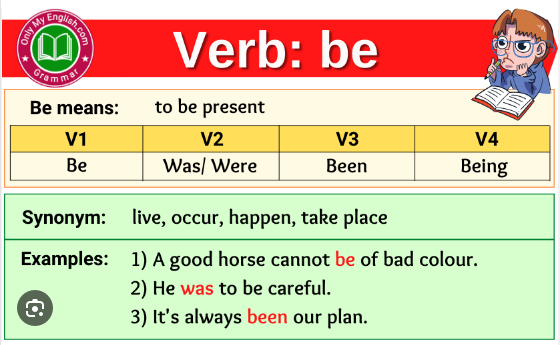 Only My English.com
Grammar
Verb: be
Be means: to be present
V1 V2 V3 V4
Be Was/ Were Been Being
Synonym: live, occur, happen, take place
Examples: 1) A good horse cannot be of bad colour.
2) He was to be careful.
3) It's always been our plan.